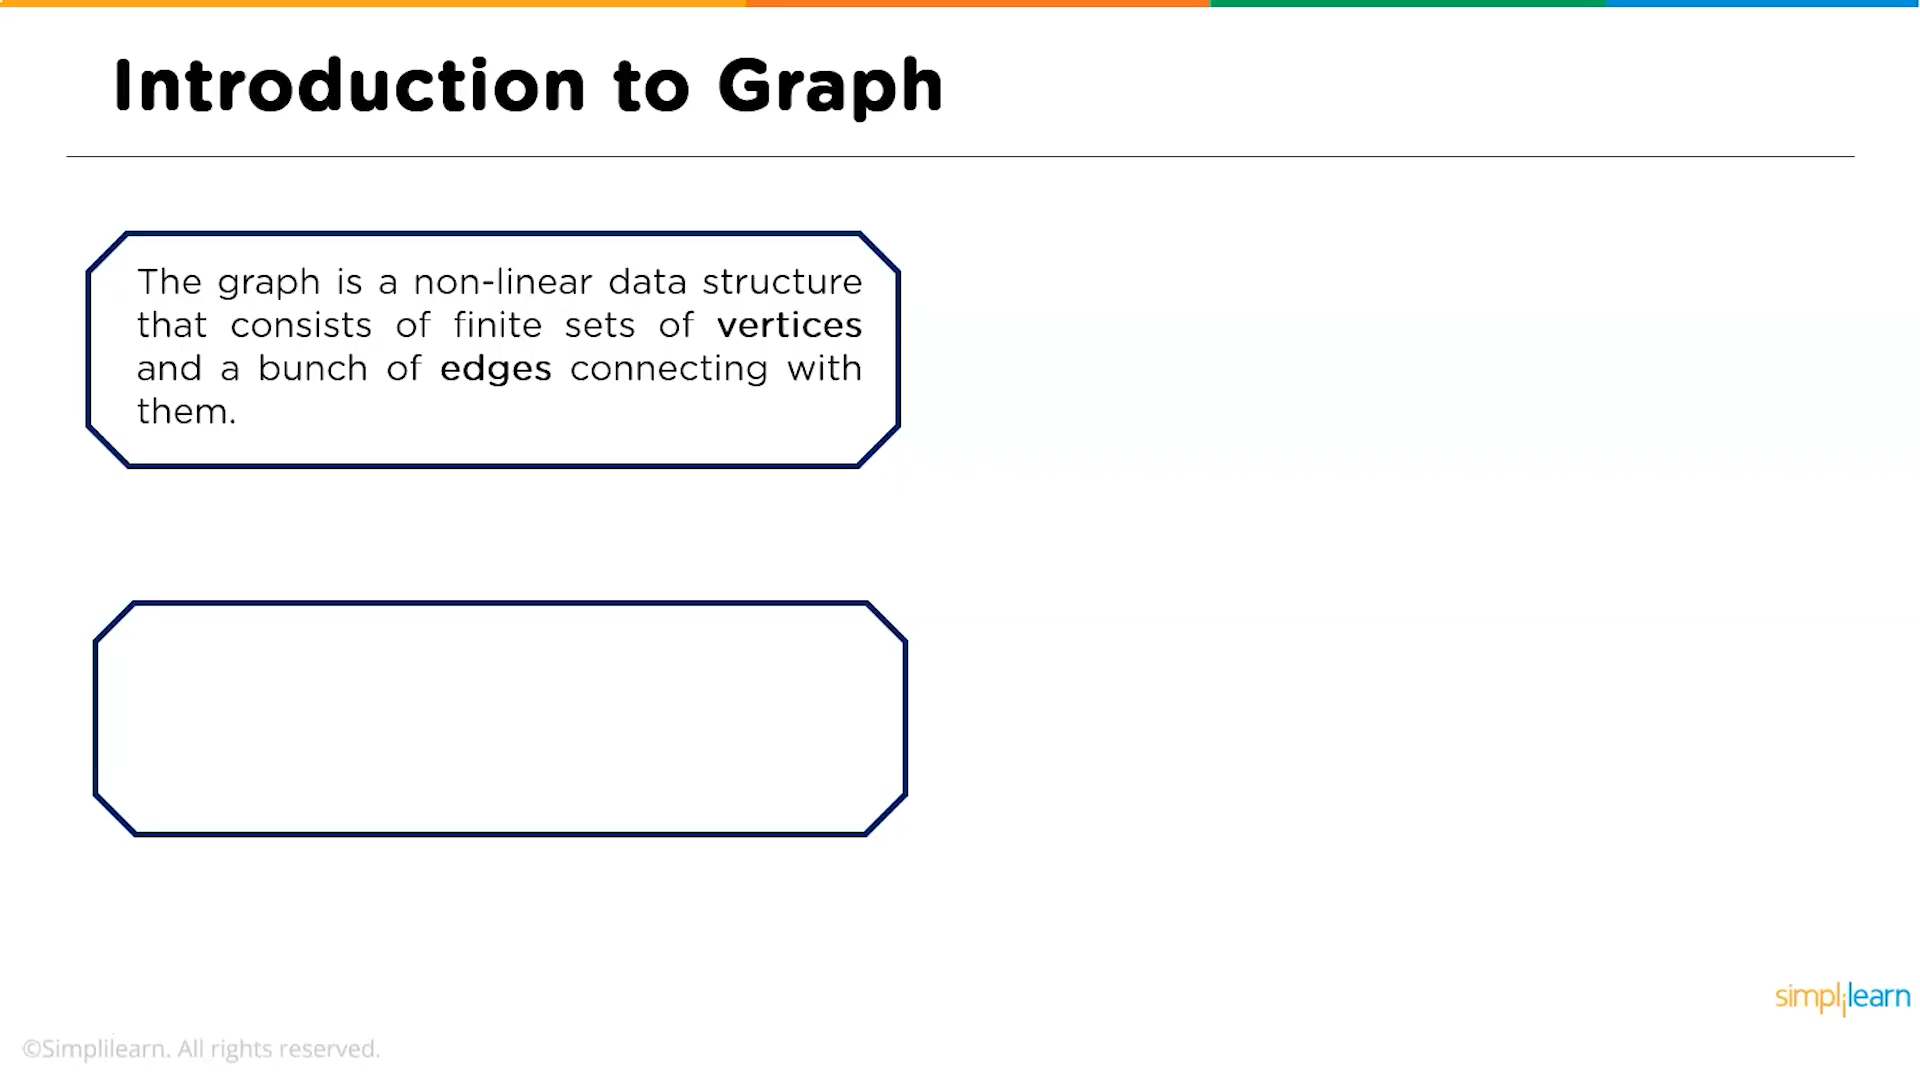 Introduction to Graph
The graph is a non-linear data structure
that consists of finite sets of vertices
and a bunch of edges connecting with
them.
simplilearn
©Simplilearn. All rights reserved.